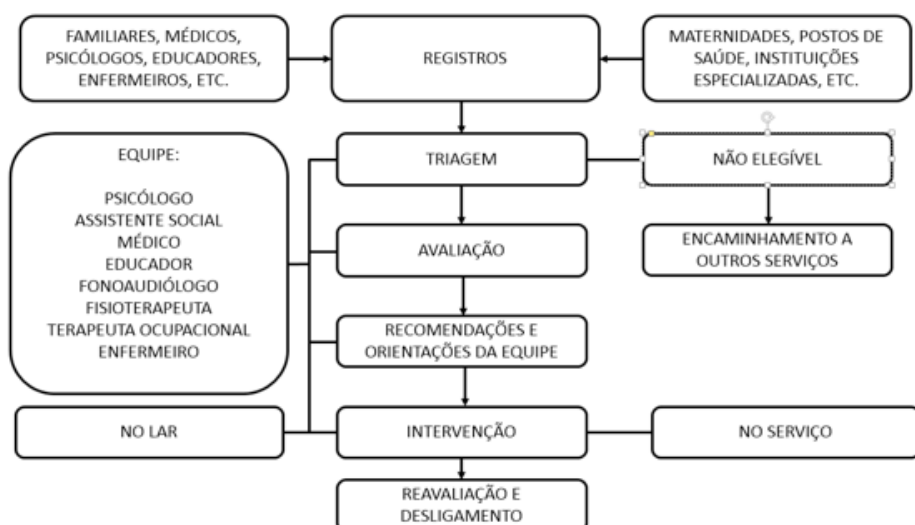 FAMILIARES, MÉDICOS,
PSICÓLOGOS, EDUCADORES,
ENFERMEIROS, ETC.
REGISTROS
MATERNIDADES, POSTOS DE
SAÚDE, INSTITUIÇÕES
ESPECIALIZADAS, ETC.
EQUIPE:
PSICÓLOGO
ASSISTENTE SOCIAL
MÉDICO
EDUCADOR
FONOAUDIÓLOGO
FISIOTERAPEUTA
TERAPEUTA OCUPACIONAL
ENFERMEIRO
TRIAGEM
NÃO ELEGÍVEL
AVALIAÇÃO
ENCAMINHAMENTO A
OUTROS SERVIÇOS
RECOMENDAÇÕES E
ORIENTAÇÕES DA EQUIPE
NO LAR
INTERVENÇÃO
NO SERVIÇO
REAVALIAÇÃO E
DESLIGAMENTO